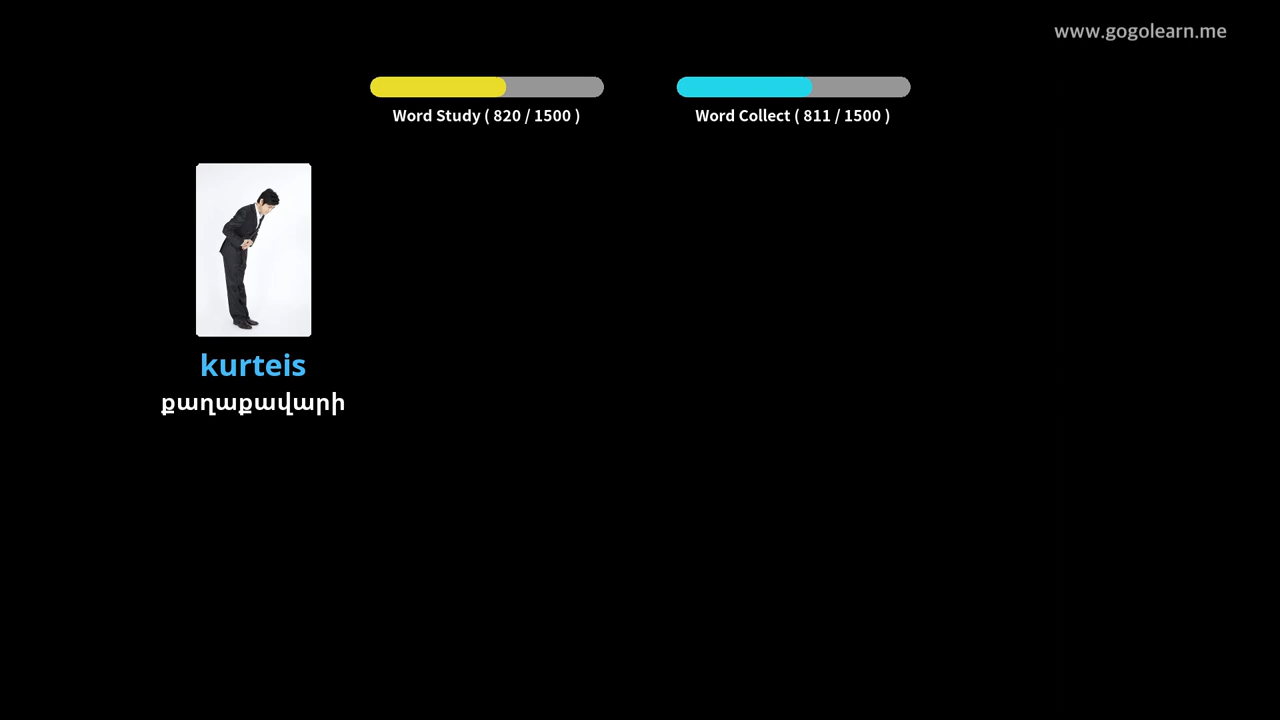 www.gogolearn.me
Word Study ( 820 / 1500 )
Word Collect ( 811 / 1500 )
kurteis
քաղաքավարի